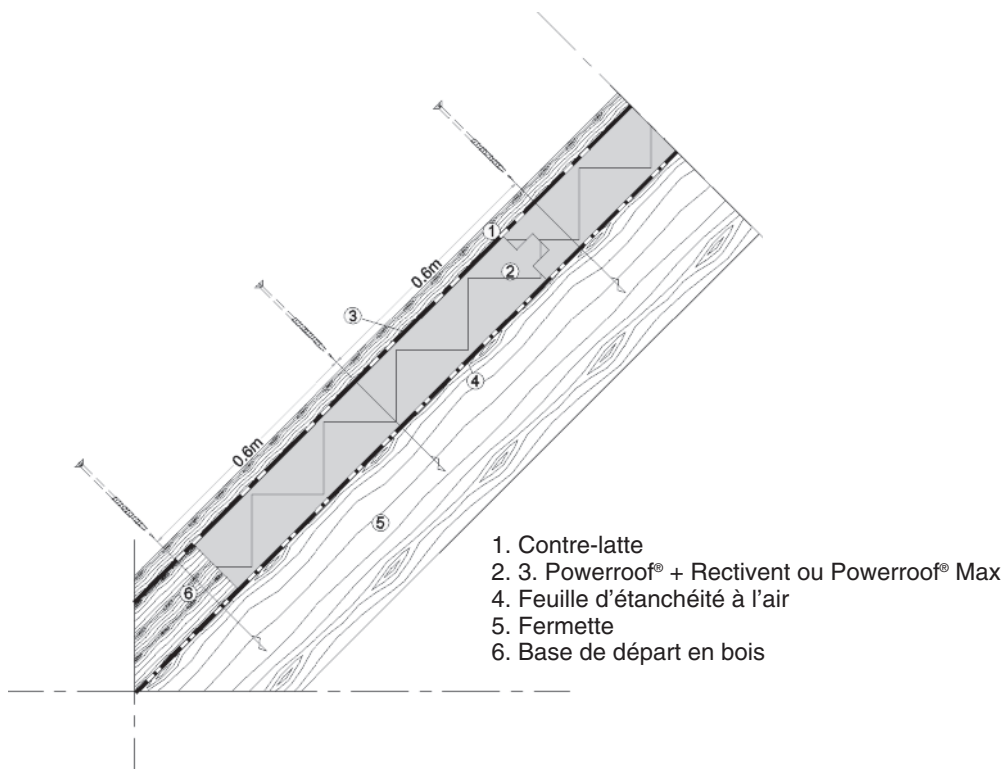 1
2
0.6m
3
4
0.6m
5
6
1. Contre-latte
2. 3. Powerroof® + Rectivent ou Powerroof® Max
4. Feuille d’étanchéité à l’air
5. Fermette
6. Base de départ en bois